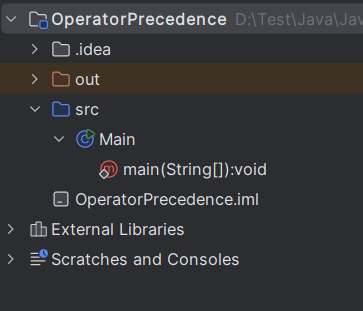 OperatorPrecedence D:\Test\Java\Jav
.idea
out
src
Main
main(String[]):void
OperatorPrecedence.iml
External Libraries
Scratches and Consoles